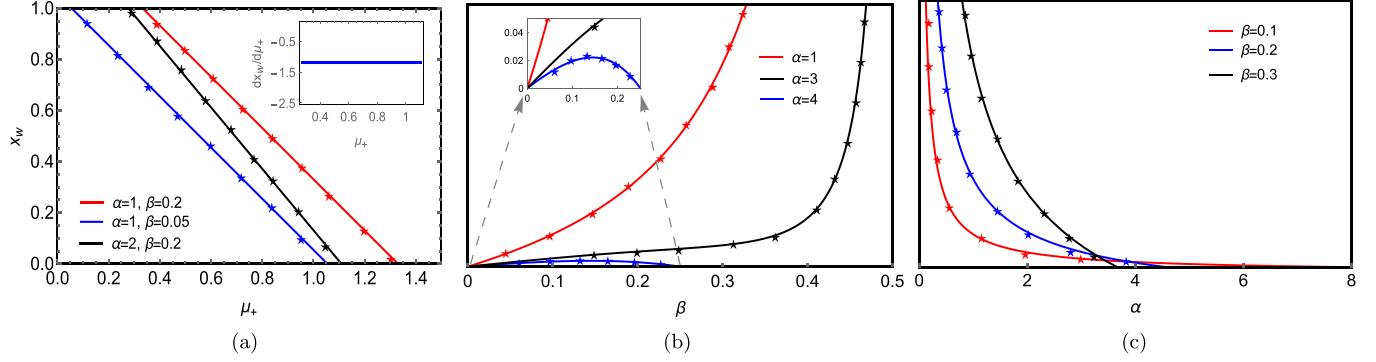 1.0
0.8
0.6
0.4
0.2
0.0
x_w
0.0 0.2 0.4 0.6 0.8 1.0 1.2 1.4
μ₊
α=1, β=0.2
α=1, β=0.05
α=2, β=0.2
-0.5
-1.5
-2.5
dx_W/dμ₊
0.4 0.6 0.8 1
μ₊
(a)
0.04
0.02
0
0 0.1 0.2
α=1
α=3
α=4
0 0.1 0.2 0.3 0.4 0.5
β
(b)
β=0.1
β=0.2
β=0.3
0 2 4 6 8
α
(c)